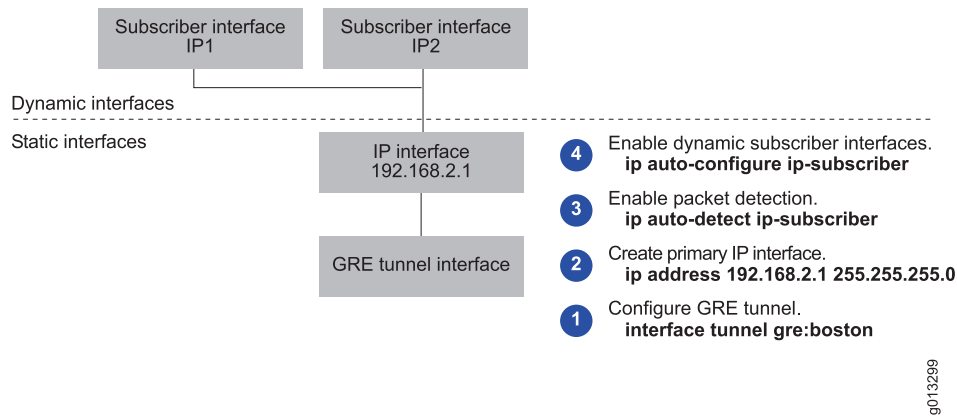 Subscriber interface
IP1
Subscriber interface
IP2
Dynamic interfaces
Static interfaces
IP interface
192.168.2.1
GRE tunnel interface
4
Enable dynamic subscriber interfaces.
ip auto-configure ip-subscriber
3
Enable packet detection.
ip auto-detect ip-subscriber
2
Create primary IP interface.
ip address 192.168.2.1 255.255.255.0
1
Configure GRE tunnel.
interface tunnel gre:boston
g013299